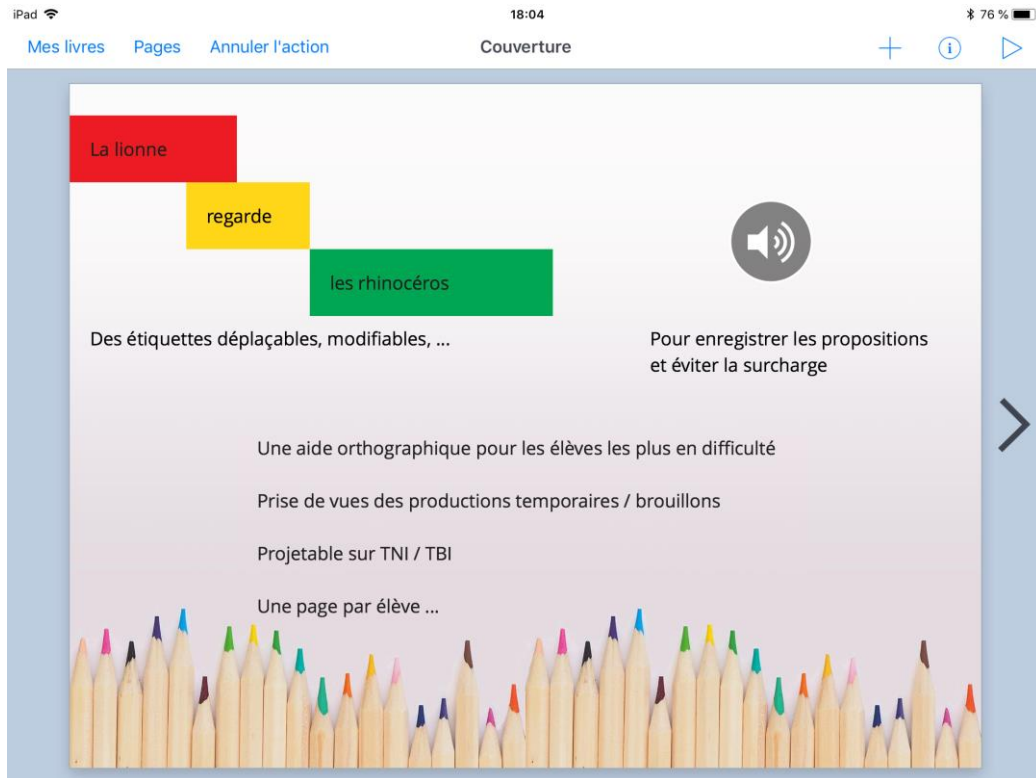 iPad 18:04 76 %
Mes livres Pages Annuler l'action Couverture
La lionne
regarde
les rhinocéros
Des étiquettes déplaçables, modifiables, ...
Pour enregistrer les propositions
et éviter la surcharge
Une aide orthographique pour les élèves les plus en difficulté
Prise de vues des productions temporaires / brouillons
Projetable sur TNI / TBI
Une page par élève ...